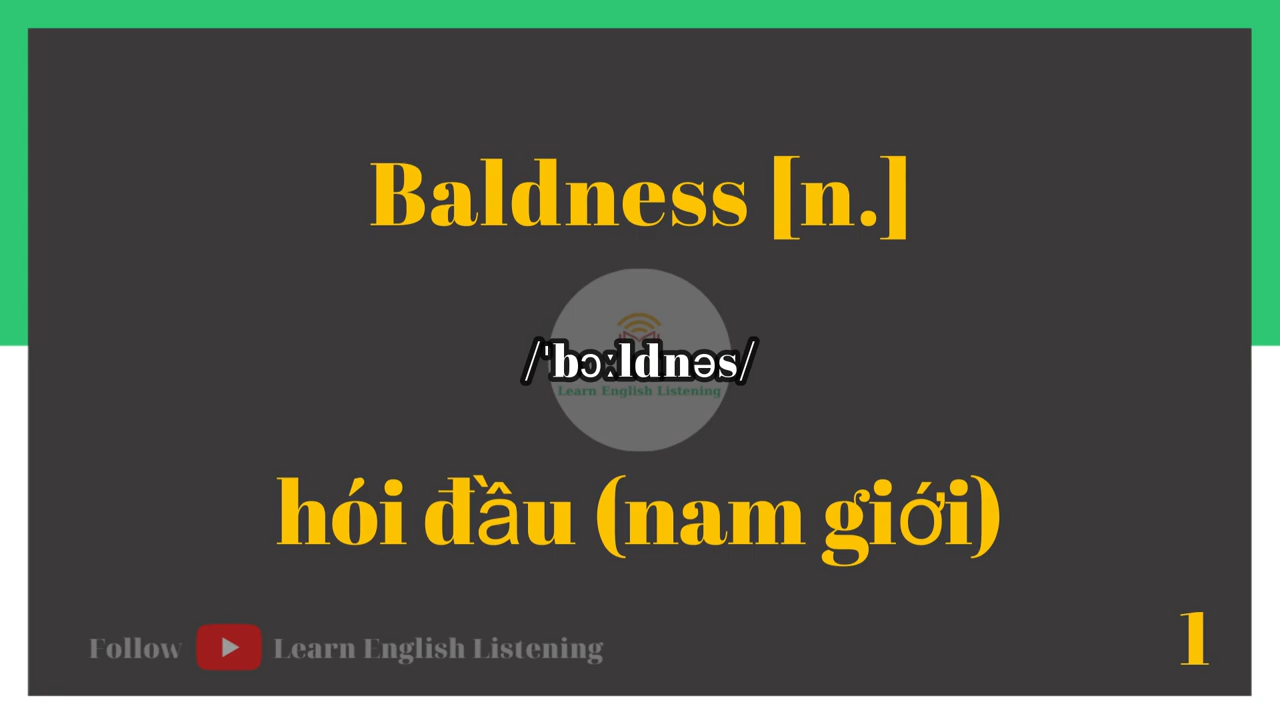 Baldness [n.]
/ˈbɔːldnəs/
Learn English Listening
hói đầu (nam giới)
Follow Learn English Listening
1